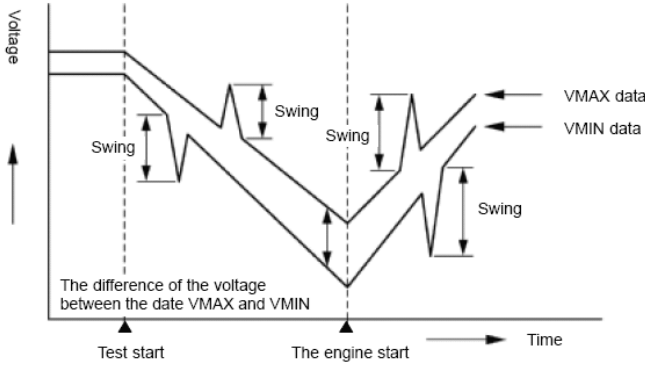 Voltage
Swing
Swing
Swing
VMAX data
VMIN data
Swing
The difference of the voltage
between the date VMAX and VMIN
Time
Test start
The engine start